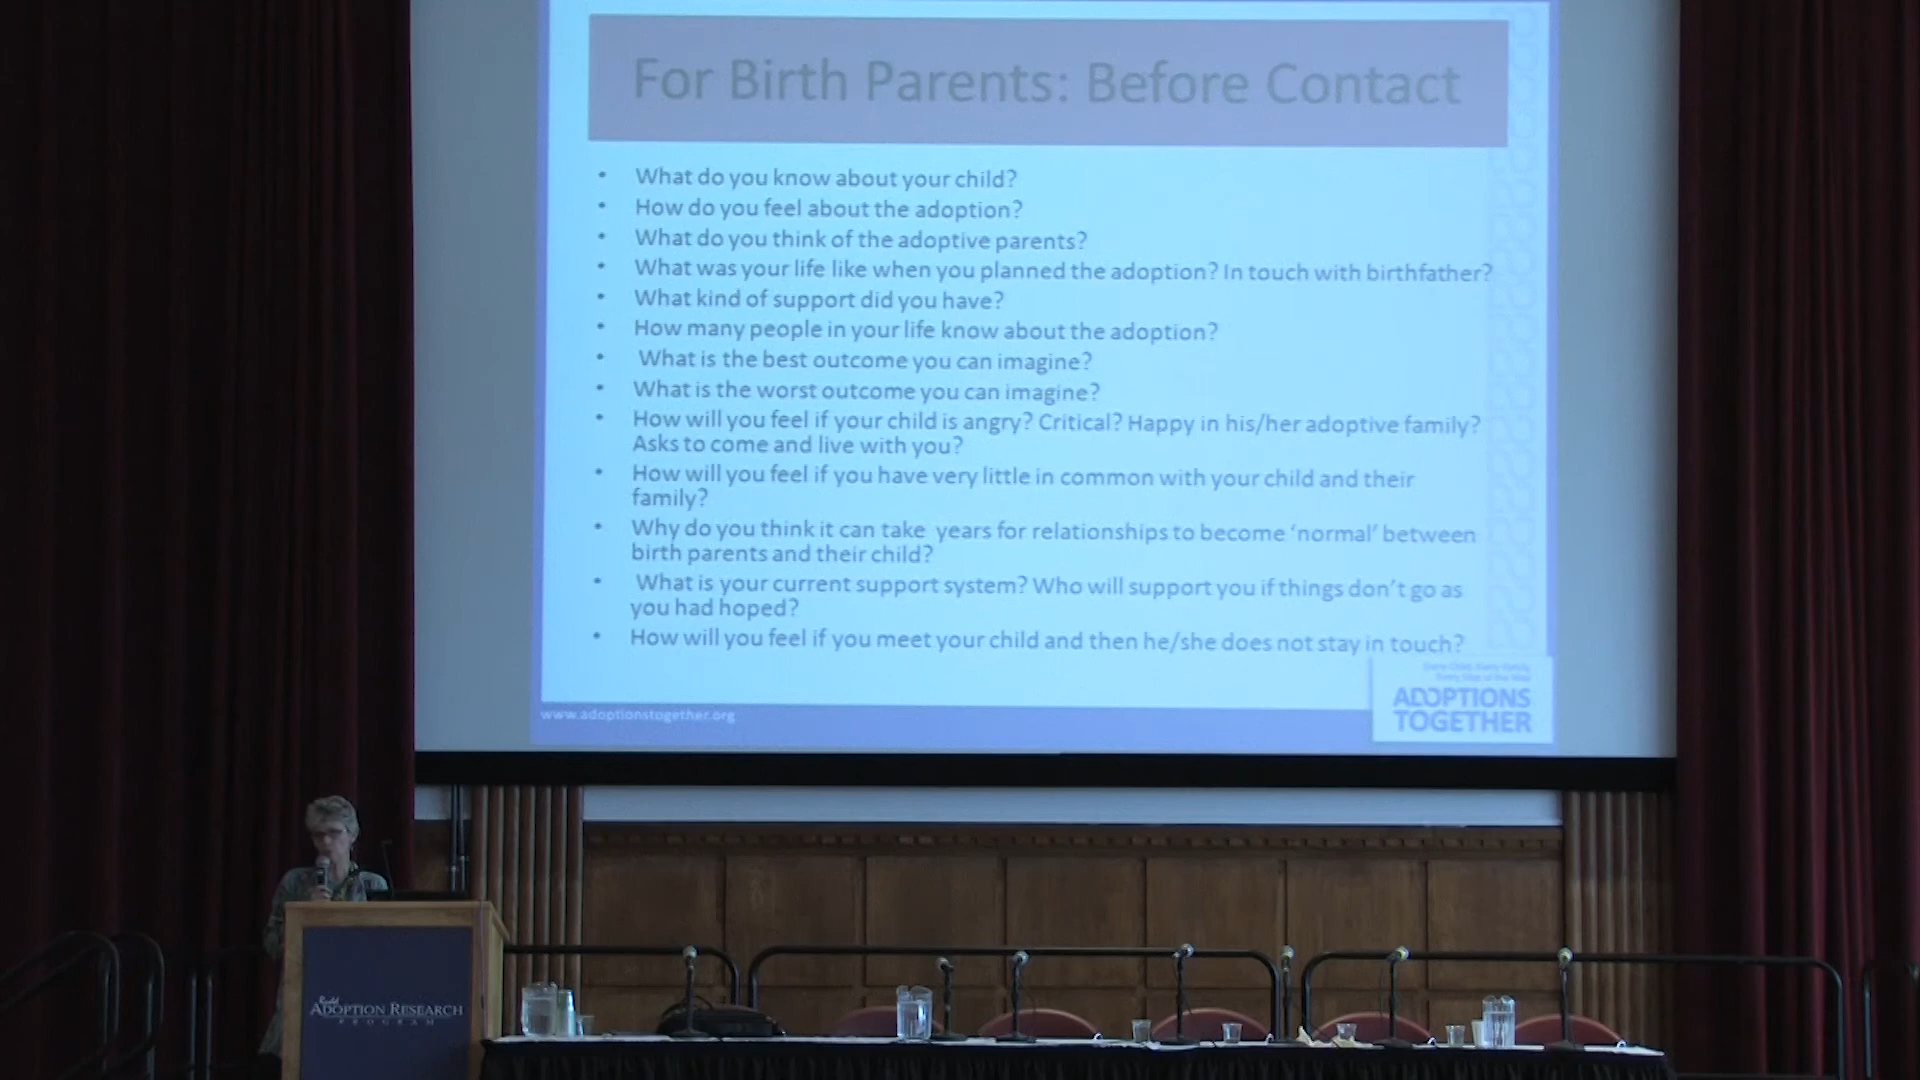 For Birth Parents: Before Contact
• What do you know about your child?
• How do you feel about the adoption?
• What do you think of the adoptive parents?
• What was your life like when you planned the adoption? In touch with birthfather?
• What kind of support did you have?
• How many people in your life know about the adoption?
• What is the best outcome you can imagine?
• What is the worst outcome you can imagine?
• How will you feel if your child is angry? Critical? Happy in his/her adoptive family?
Asks to come and live with you?
• How will you feel if you have very little in common with your child and their
family?
• Why do you think it can take years for relationships to become ‘normal’ between
birth parents and their child?
• What is your current support system? Who will support you if things don’t go as
you had hoped?
• How will you feel if you meet your child and then he/she does not stay in touch?
www.adoptionstogether.org
ADOPTIONS
TOGETHER
ADOPTION RESEARCH
PROGRAM